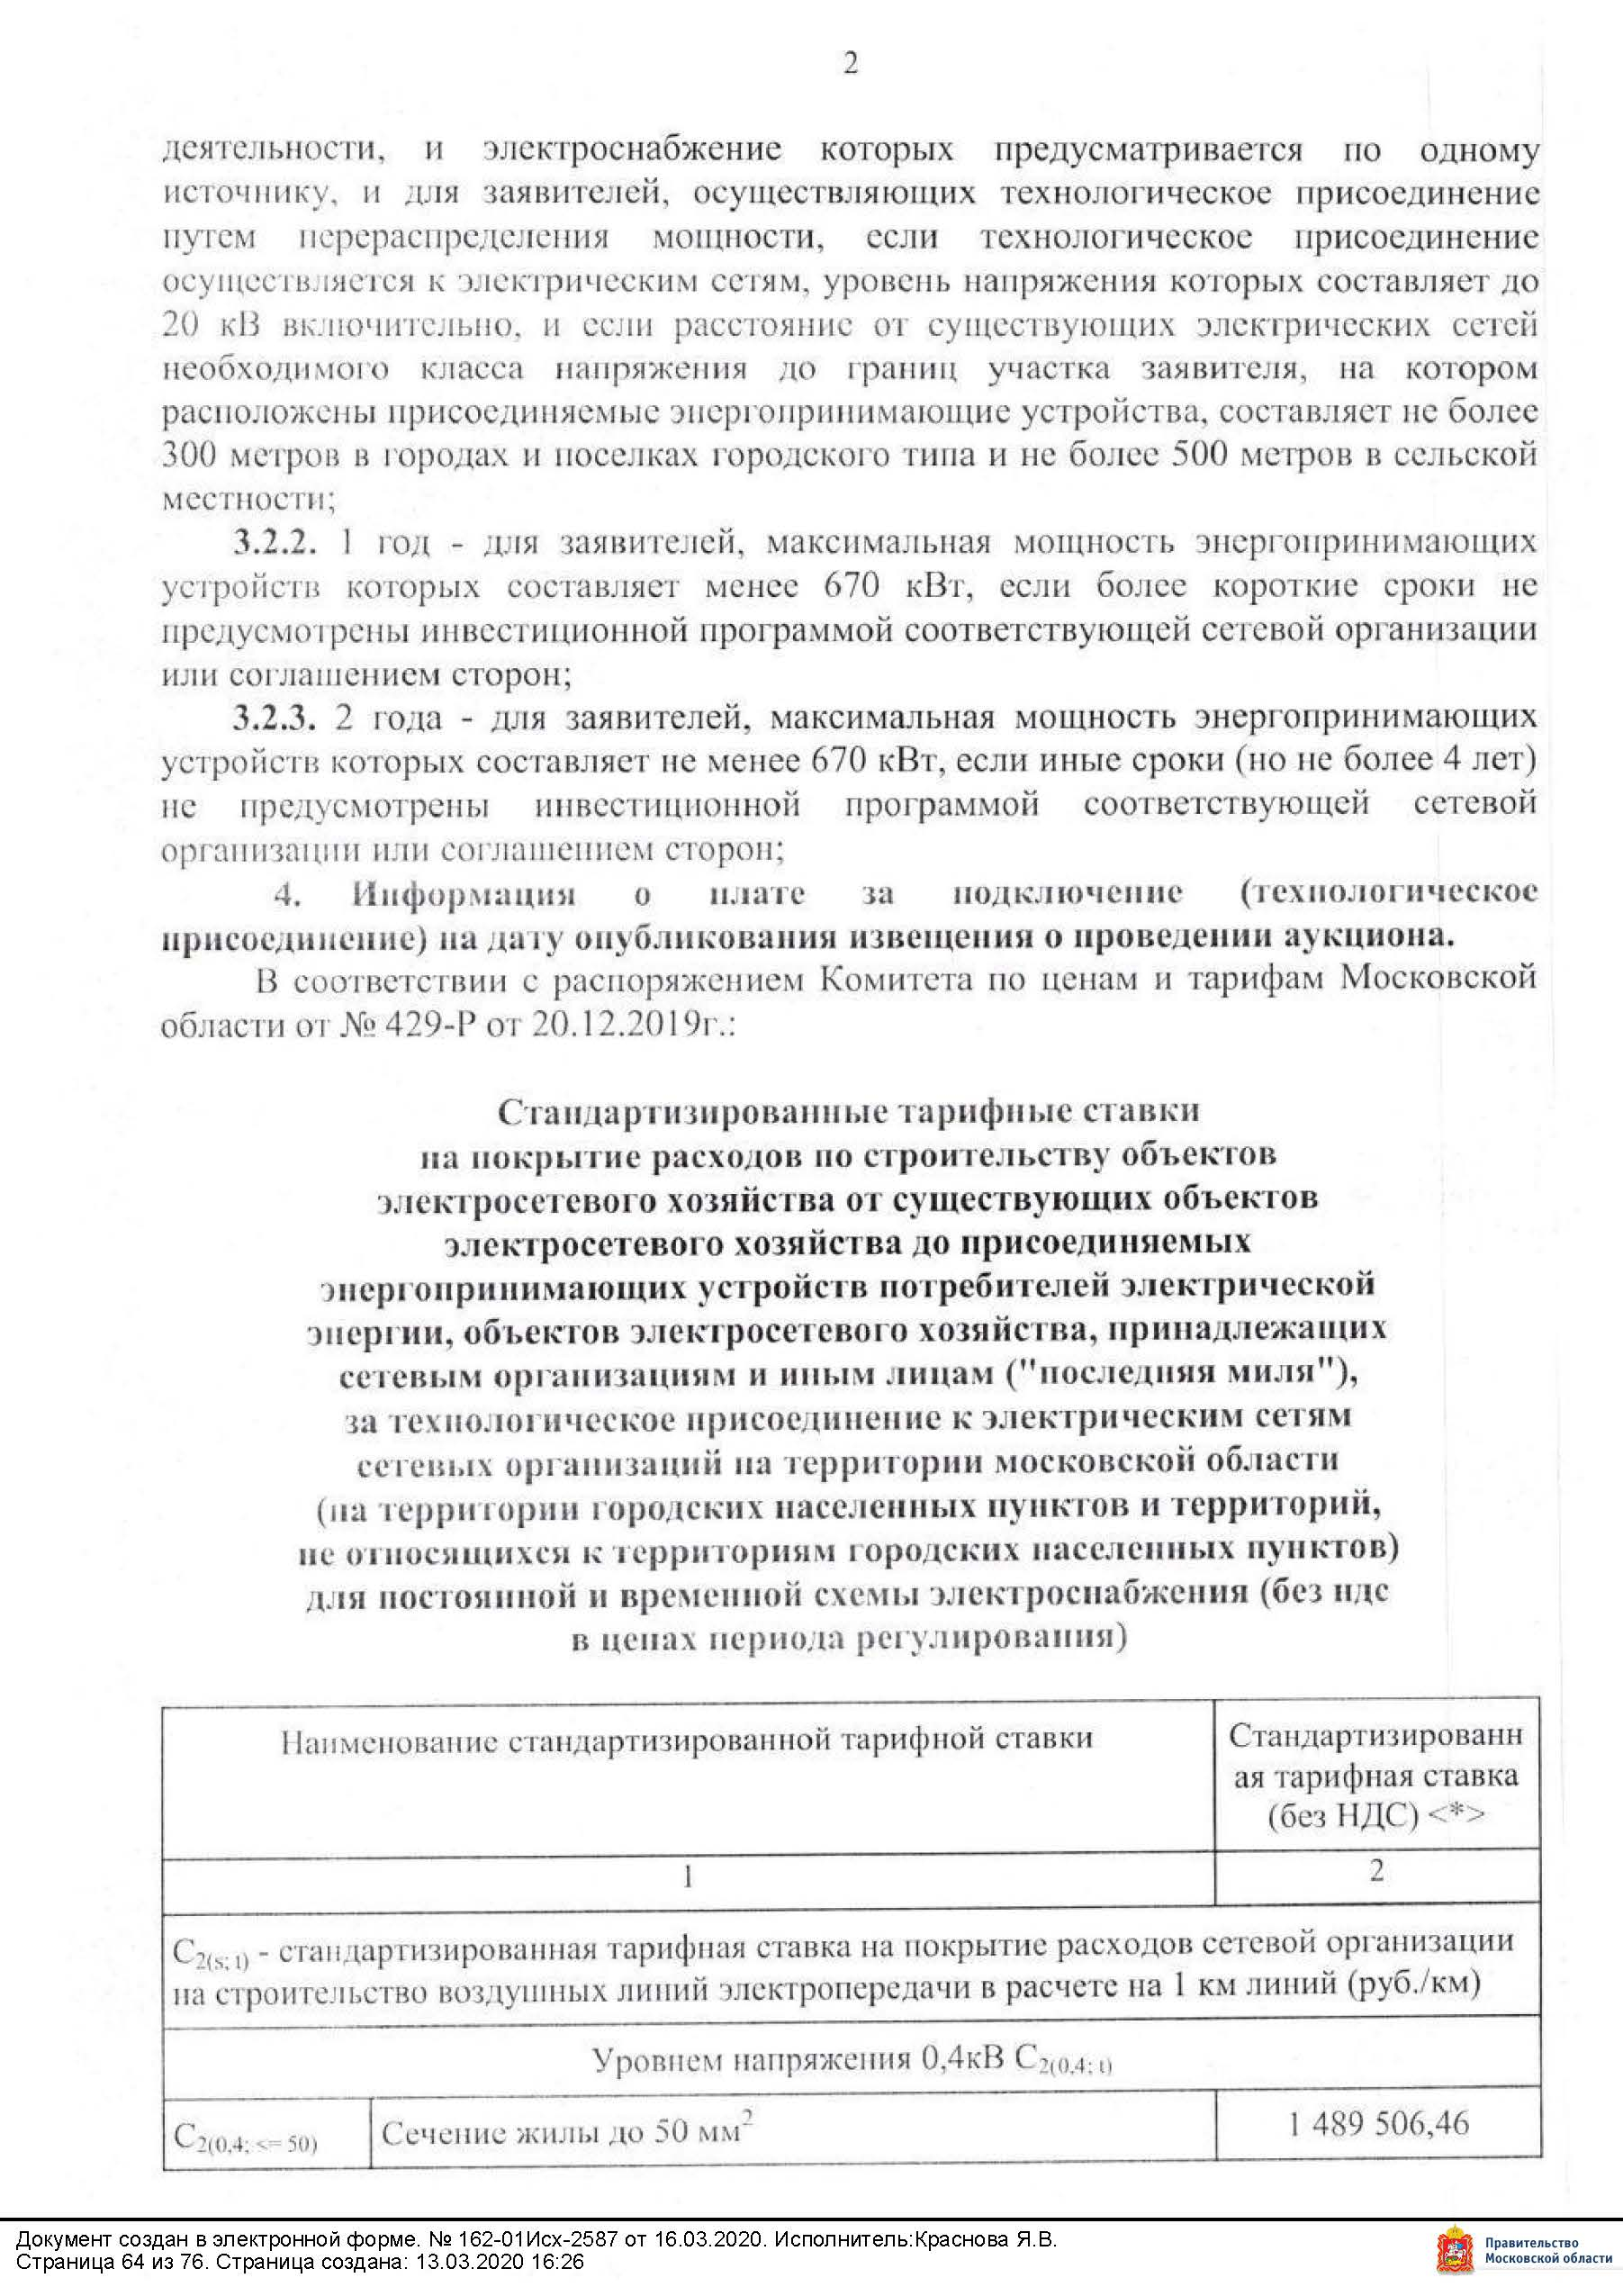 2
деятельности, и электроснабжение которых предусматривается по одному
источнику, и для заявителей, осуществляющих технологическое присоединение
путем перераспределения мощности, если технологическое присоединение
осуществляется к электрическим сетям, уровень напряжения которых составляет до
20 кВ включительно, и если расстояние от существующих электрических сетей
необходимого класса напряжения до границ участка заявителя, на котором
расположены присоединяемые энергопринимающие устройства, составляет не более
300 метров в городах и поселках городского типа и не более 500 метров в сельской
местности;
3.2.2. 1 год - для заявителей, максимальная мощность энергопринимающих
устройств которых составляет менее 670 кВт, если более короткие сроки не
предусмотрены инвестиционной программой соответствующей сетевой организации
или соглашением сторон;
3.2.3. 2 года - для заявителей, максимальная мощность энергопринимающих
устройств которых составляет не менее 670 кВт, если иные сроки (но не более 4 лет)
не предусмотрены инвестиционной программой соответствующей сетевой
организации или соглашением сторон;
4. Информация о плате за подключение (технологическое
присоединение) на дату опубликования извещения о проведении аукциона.
В соответствии с распоряжением Комитета по ценам и тарифам Московской
области от № 429-Р от 20.12.2019г.:
Стандартизированные тарифные ставки
на покрытие расходов по строительству объектов
электросетевого хозяйства от существующих объектов
электросетевого хозяйства до присоединяемых
энергопринимающих устройств потребителей электрической
энергии, объектов электросетевого хозяйства, принадлежащих
сетевым организациям и иным лицам ("последняя миля"),
за технологическое присоединение к электрическим сетям
сетевых организаций на территории московской области
(на территории городских населенных пунктов и территорий,
не относящихся к территориям городских населенных пунктов)
для постоянной и временной схемы электроснабжения (без ндс
в ценах периода регулирования)
Наименование стандартизированной тарифной ставки
Стандартизированн
ая тарифная ставка
(без НДС) <*>
1
2
C2(s; t) - стандартизированная тарифная ставка на покрытие расходов сетевой организации
на строительство воздушных линий электропередачи в расчете на 1 км линий (руб./км)
Уровнем напряжения 0,4кВ C2(0,4; t)
C2(0,4; <= 50)
Сечение жилы до 50 мм2
1 489 506,46
Документ создан в электронной форме. № 162-01Исх-2587 от 16.03.2020. Исполнитель:Краснова Я.В.
Страница 64 из 76. Страница создана: 13.03.2020 16:26
Правительство
Московской области